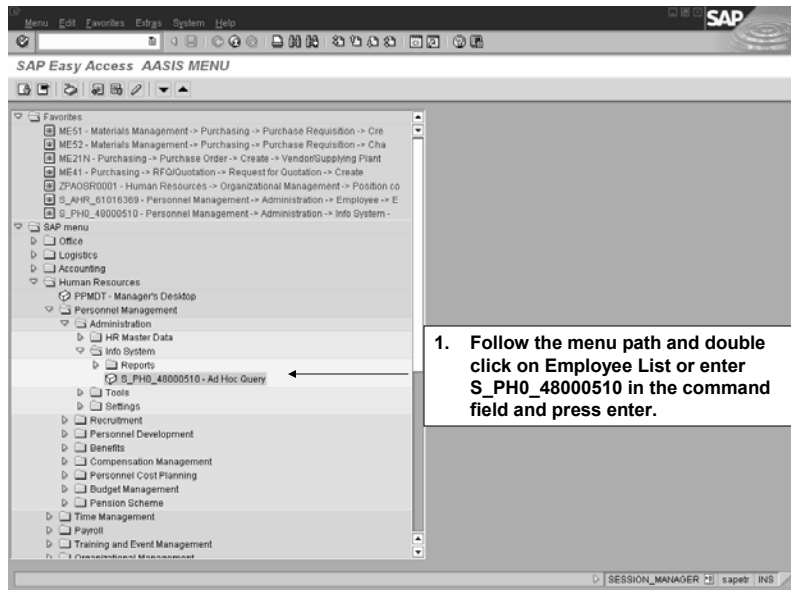 Menu Edit Favorites Extras System Help
SAP
SAP Easy Access AASIS MENU
Favorites
ME51 - Materials Management -> Purchasing -> Purchase Requisition -> Cre
ME52 - Materials Management -> Purchasing -> Purchase Requisition -> Cha
ME21N - Purchasing -> Purchase Order -> Create -> Vendor/Supplying Plant
ME41 - Purchasing -> RFQ/Quotation -> Request for Quotation -> Create
ZPAOSR0001 - Human Resources -> Organizational Management -> Position co
S_AHR_61016369 - Personnel Management -> Administration -> Employee -> E
S_PH0_48000510 - Personnel Management -> Administration -> Info System -
SAP menu
Office
Logistics
Accounting
Human Resources
PPMDT - Manager's Desktop
Personnel Management
Administration
HR Master Data
Info System
Reports
S_PH0_48000510 - Ad Hoc Query
Tools
Settings
Recruitment
Personnel Development
Benefits
Compensation Management
Personnel Cost Planning
Budget Management
Pension Scheme
Time Management
Payroll
Training and Event Management
Organizational Management
1. Follow the menu path and double
click on Employee List or enter
S_PH0_48000510 in the command
field and press enter.
SESSION_MANAGER sapetr INS